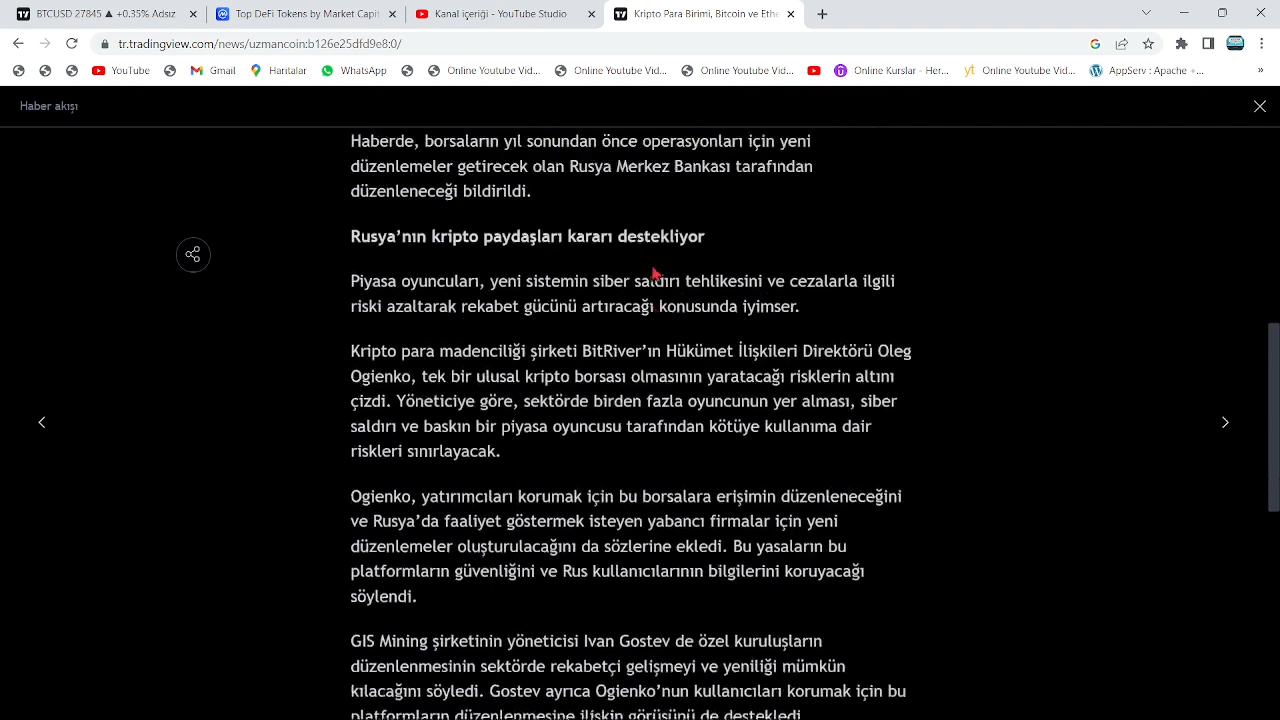 BTCUSD 27845 ▲ +0.35% Adsız
Top DeFi Tokens by Market Capit
Kanal içeriği - YouTube Studio
Kripto Para Birimi, Bitcoin ve Ethe
tr.tradingview.com/news/uzmancoin:b126e25dfd9e8:0/
YouTube
Gmail
Haritalar
WhatsApp
Online Youtube Vid...
Online Youtube Vid...
Online Youtube Vid...
Online Kurslar - Her...
Online Youtube Vid...
AppServ : Apache +...
»
Haber akışı
Haberde, borsaların yıl sonundan önce operasyonları için yeni
düzenlemeler getirecek olan Rusya Merkez Bankası tarafından
düzenleneceği bildirildi.
Rusya’nın kripto paydaşları kararı destekliyor
Piyasa oyuncuları, yeni sistemin siber saldırı tehlikesini ve cezalarla ilgili
riski azaltarak rekabet gücünü artıracağı konusunda iyimser.
Kripto para madenciliği şirketi BitRiver’ın Hükümet İlişkileri Direktörü Oleg
Ogienko, tek bir ulusal kripto borsası olmasının yaratacağı risklerin altını
çizdi. Yöneticiye göre, sektörde birden fazla oyuncunun yer alması, siber
saldırı ve baskın bir piyasa oyuncusu tarafından kötüye kullanıma dair
riskleri sınırlayacak.
Ogienko, yatırımcıları korumak için bu borsalara erişimin düzenleneceğini
ve Rusya’da faaliyet göstermek isteyen yabancı firmalar için yeni
düzenlemeler oluşturulacağını da sözlerine ekledi. Bu yasaların bu
platformların güvenliğini ve Rus kullanıcılarının bilgilerini koruyacağı
söylendi.
GIS Mining şirketinin yöneticisi Ivan Gostev de özel kuruluşların
düzenlenmesinin sektörde rekabetçi gelişmeyi ve yeniliği mümkün
kılacağını söyledi. Gostev ayrıca Ogienko’nun kullanıcıları korumak için bu
platformların düzenlenmesine ilişkin görüşünü de destekledi.